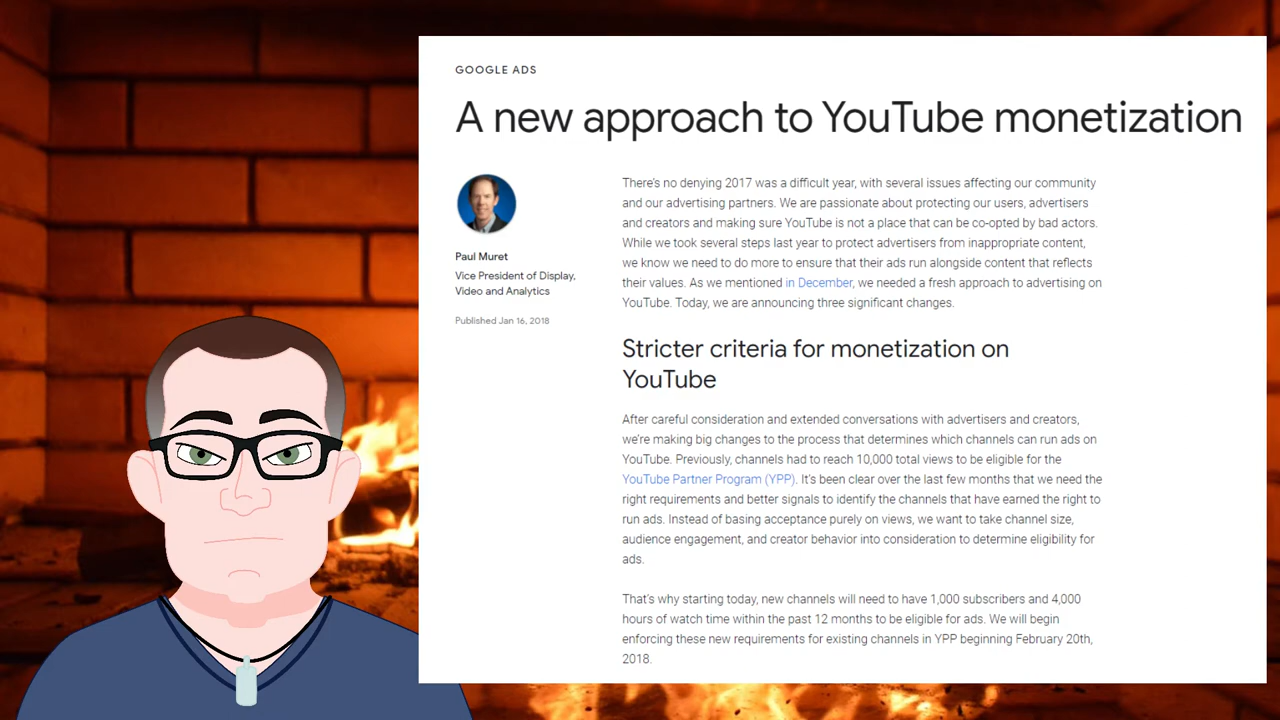 GOOGLE ADS
A new approach to YouTube monetization
Paul Muret
Vice President of Display,
Video and Analytics
Published Jan 16, 2018
There's no denying 2017 was a difficult year, with several issues affecting our community
and our advertising partners. We are passionate about protecting our users, advertisers
and creators and making sure YouTube is not a place that can be co-opted by bad actors.
While we took several steps last year to protect advertisers from inappropriate content,
we know we need to do more to ensure that their ads run alongside content that reflects
their values. As we mentioned in December, we needed a fresh approach to advertising on
YouTube. Today, we are announcing three significant changes.
Stricter criteria for monetization on
YouTube
After careful consideration and extended conversations with advertisers and creators,
we're making big changes to the process that determines which channels can run ads on
YouTube. Previously, channels had to reach 10,000 total views to be eligible for the
YouTube Partner Program (YPP). It's been clear over the last few months that we need the
right requirements and better signals to identify the channels that have earned the right to
run ads. Instead of basing acceptance purely on views, we want to take channel size,
audience engagement, and creator behavior into consideration to determine eligibility for
ads.
That's why starting today, new channels will need to have 1,000 subscribers and 4,000
hours of watch time within the past 12 months to be eligible for ads. We will begin
enforcing these new requirements for existing channels in YPP beginning February 20th,
2018.